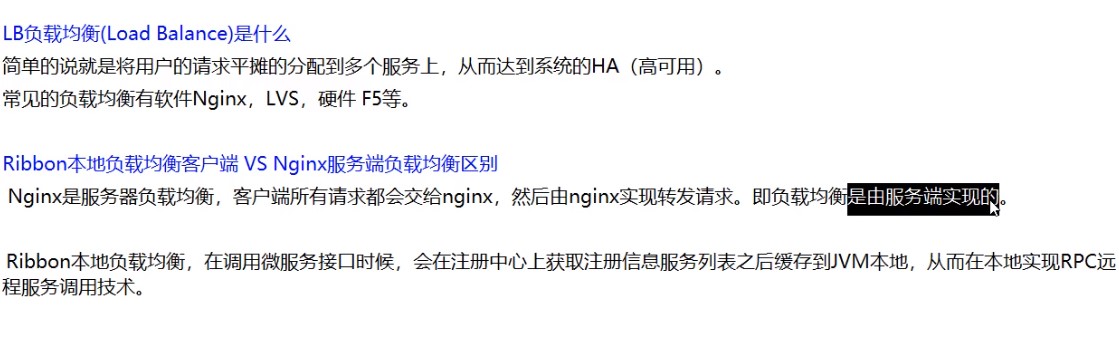 LB负载均衡(Load Balance)是什么
简单的说就是将用户的请求平摊的分配到多个服务上，从而达到系统的HA（高可用）。
常见的负载均衡有软件Nginx，LVS，硬件 F5等。
Ribbon本地负载均衡客户端 VS Nginx服务端负载均衡区别
Nginx是服务器负载均衡，客户端所有请求都会交给nginx，然后由nginx实现转发请求。即负载均衡是由服务端实现的。
Ribbon本地负载均衡，在调用微服务接口时候，会在注册中心上获取注册信息服务列表之后缓存到JVM本地，从而在本地实现RPC远
程服务调用技术。